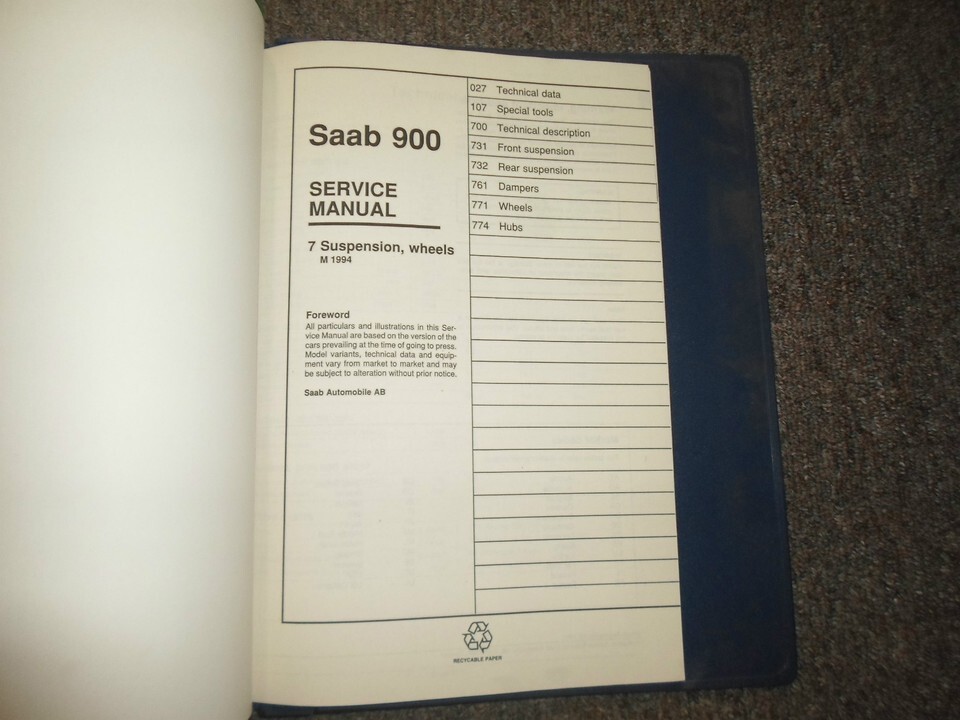 Saab 900
SERVICE
MANUAL
7 Suspension, wheels
M 1994
Foreword
All particulars and illustrations in this Ser-
vice Manual are based on the version of the
cars prevailing at the time of going to press.
Model variants, technical data and equip-
ment vary from market to market and may
be subject to alteration without prior notice.
Saab Automobile AB
027 Technical data
107 Special tools
700 Technical description
731 Front suspension
732 Rear suspension
761 Dampers
771 Wheels
774 Hubs
RECYCABLE PAPER